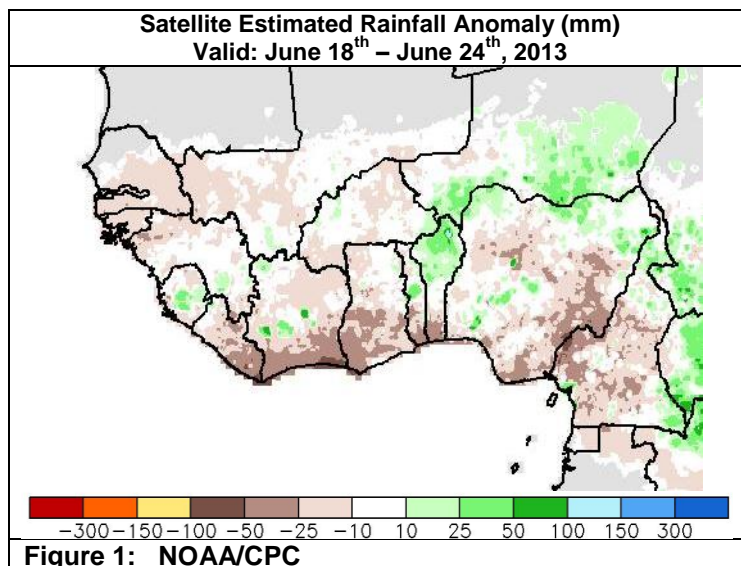 Satellite Estimated Rainfall Anomaly (mm)
Valid: June 18th – June 24th, 2013
−300 −150 −100 −50 −25 −10 10 25 50 100 150 300
Figure 1: NOAA/CPC